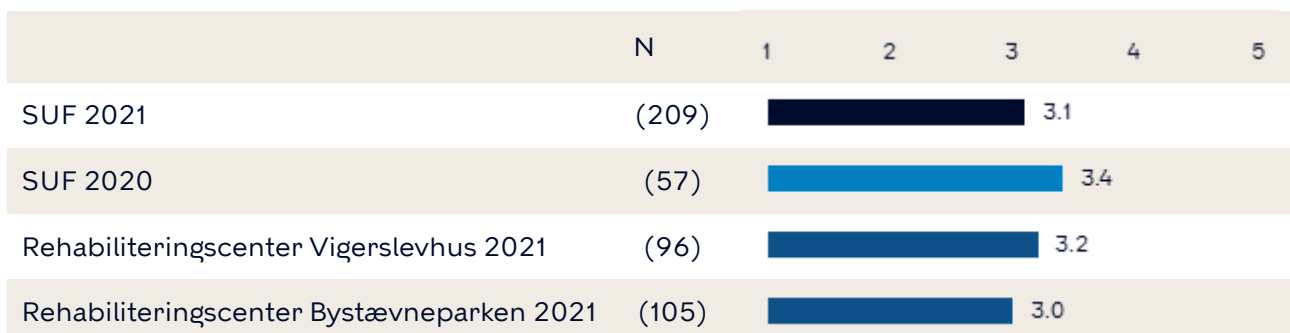 N 1 2 3 4 5
SUF 2021 (209) 3.1
SUF 2020 (57) 3.4
Rehabiliteringscenter Vigerslevhus 2021 (96) 3.2
Rehabiliteringscenter Bystævneparken 2021 (105) 3.0